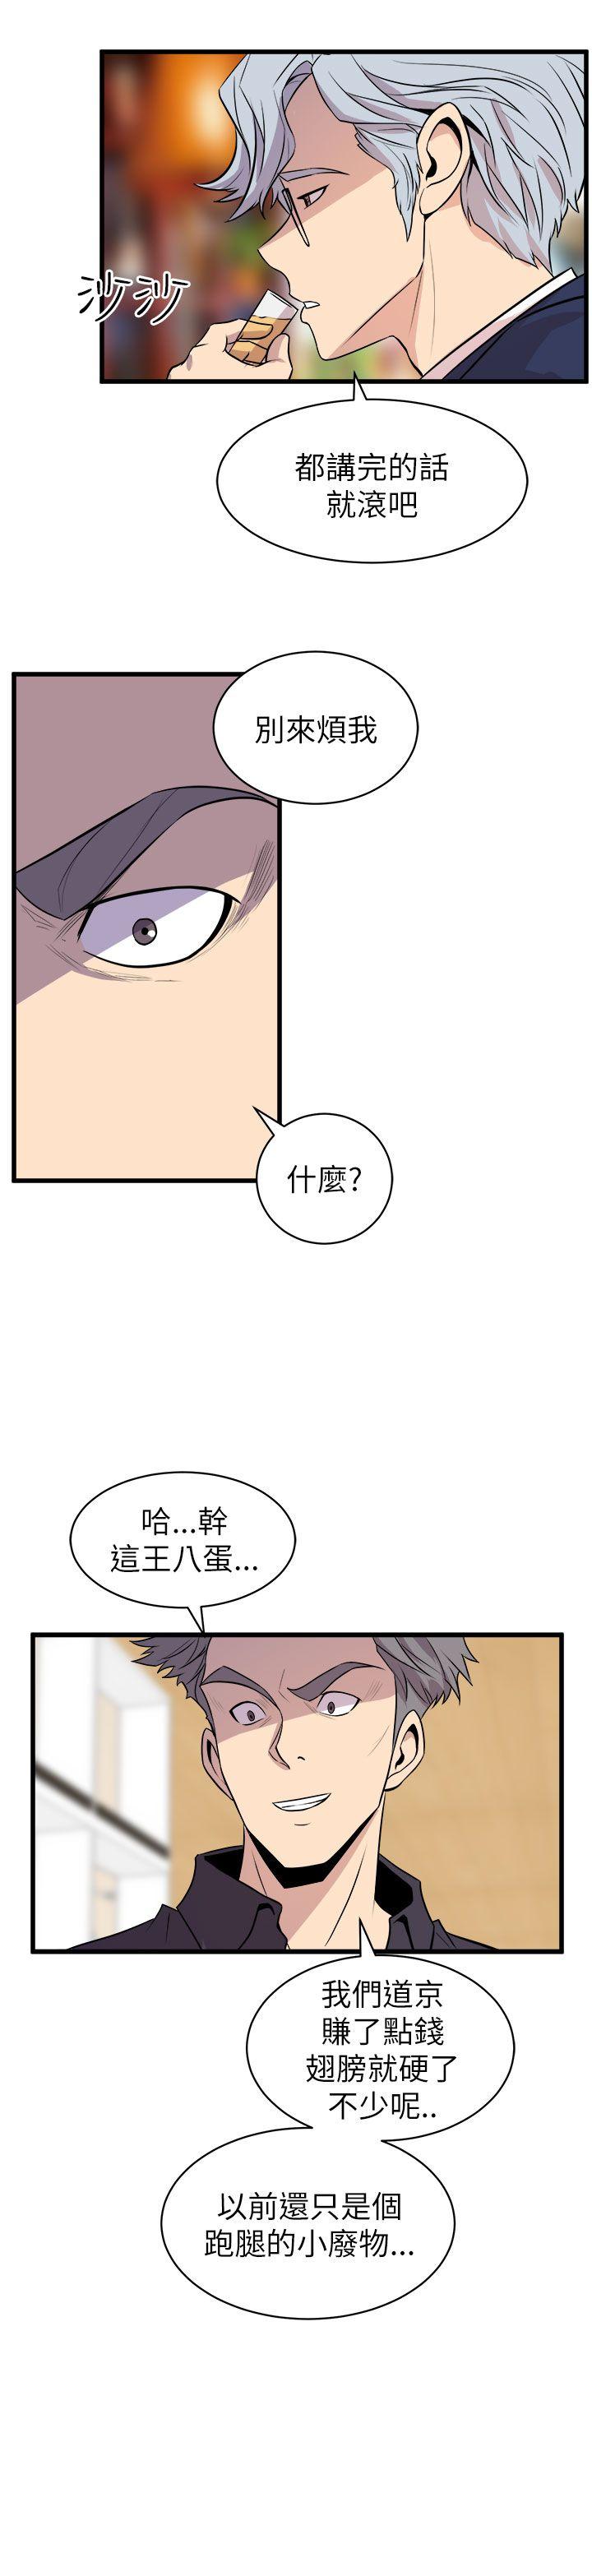 沙沙
都講完的話
就滾吧
別來煩我
什麼?
哈...幹
這王八蛋...
我們道京
賺了點錢
翅膀就硬了
不少呢..
以前還只是個
跑腿的小廢物...